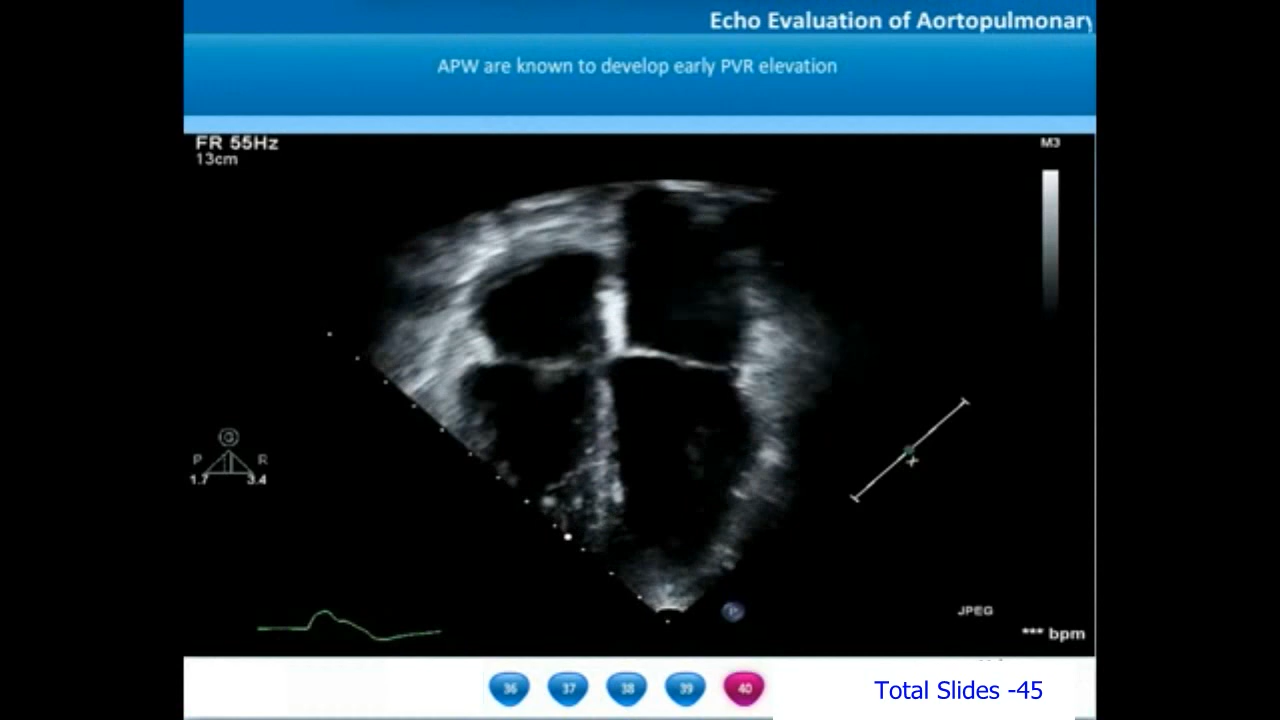 Echo Evaluation of Aortopulmonary
APW are known to develop early PVR elevation
FR 55Hz
13cm
M3
G
P R
1.7 3.4
P
JPEG
*** bpm
36 37 38 39 40
Total Slides -45